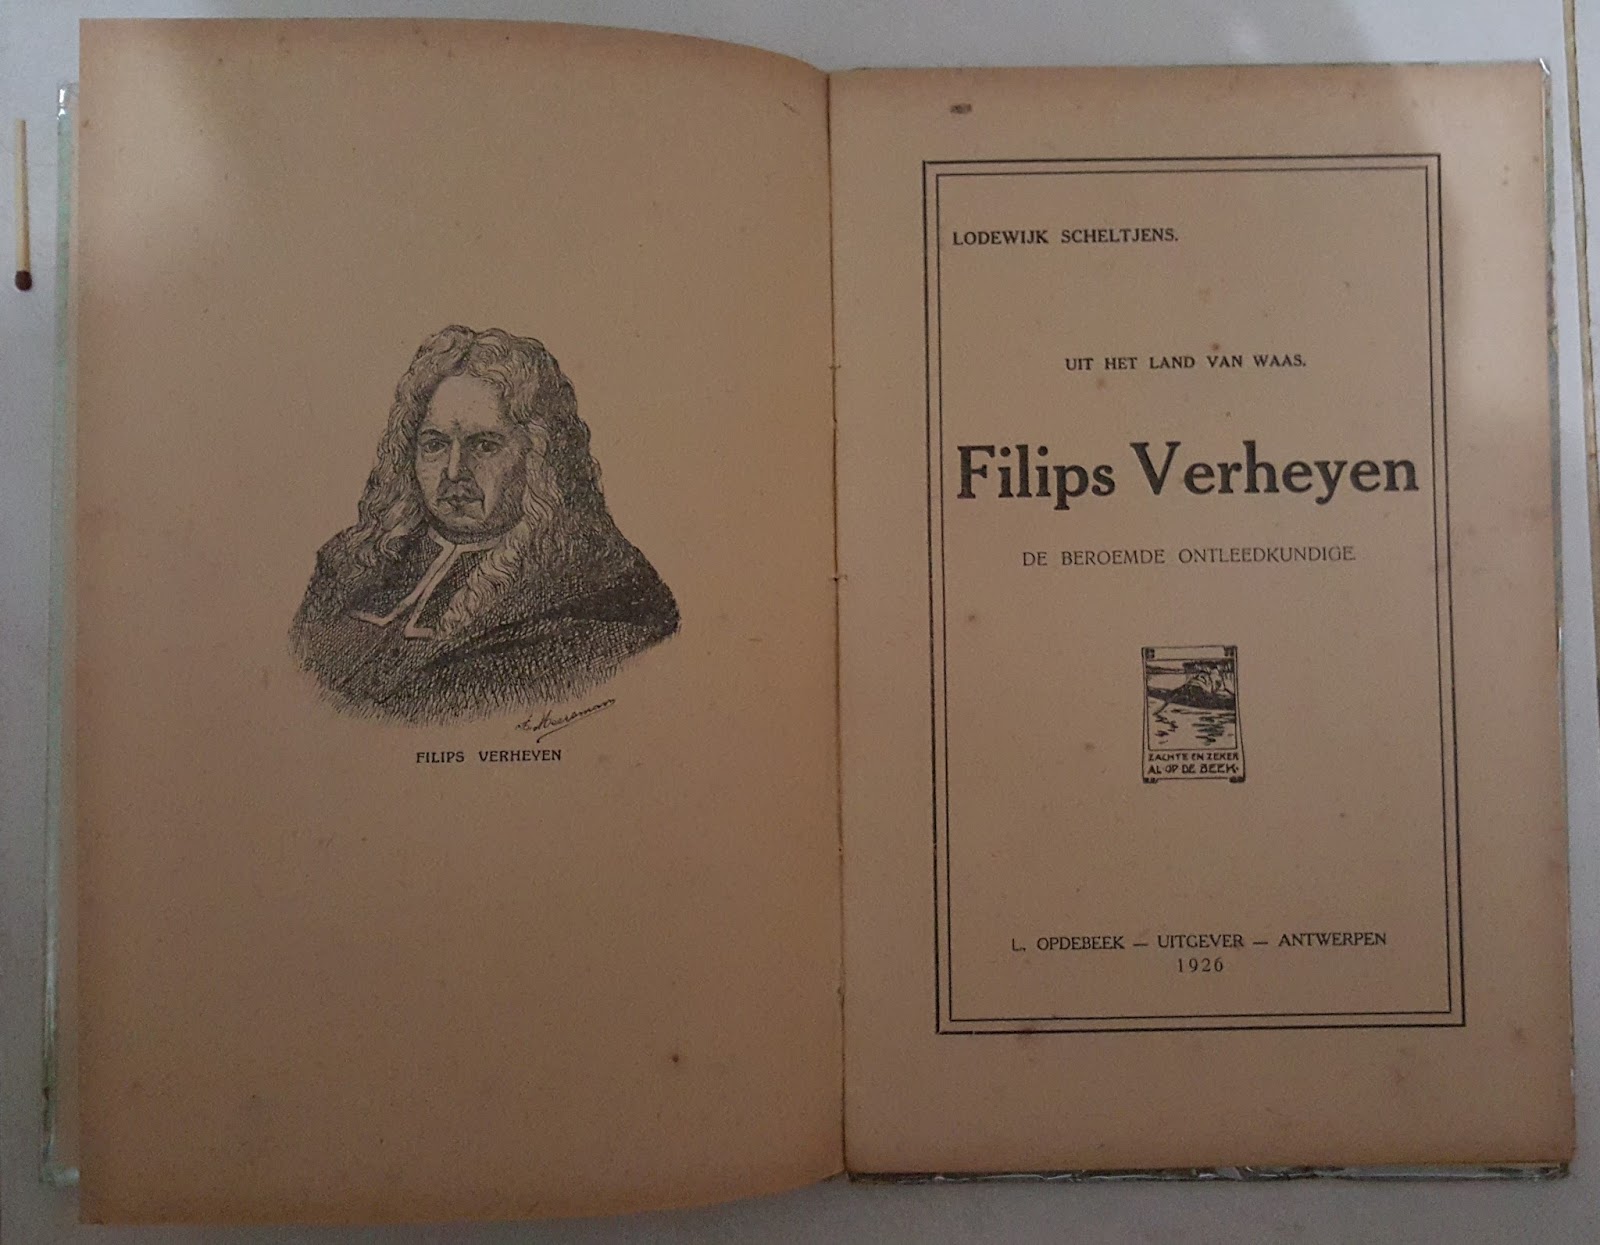 FILIPS VERHEYEN
LODEWIJK SCHELTJENS.
UIT HET LAND VAN WAAS.
Filips Verheyen
DE BEROEMDE ONTLEEDKUNDIGE
ZACHTE EN ZEKER
AL OP DE BEEK.
L. OPDEBEEK — UITGEVER — ANTWERPEN
1926